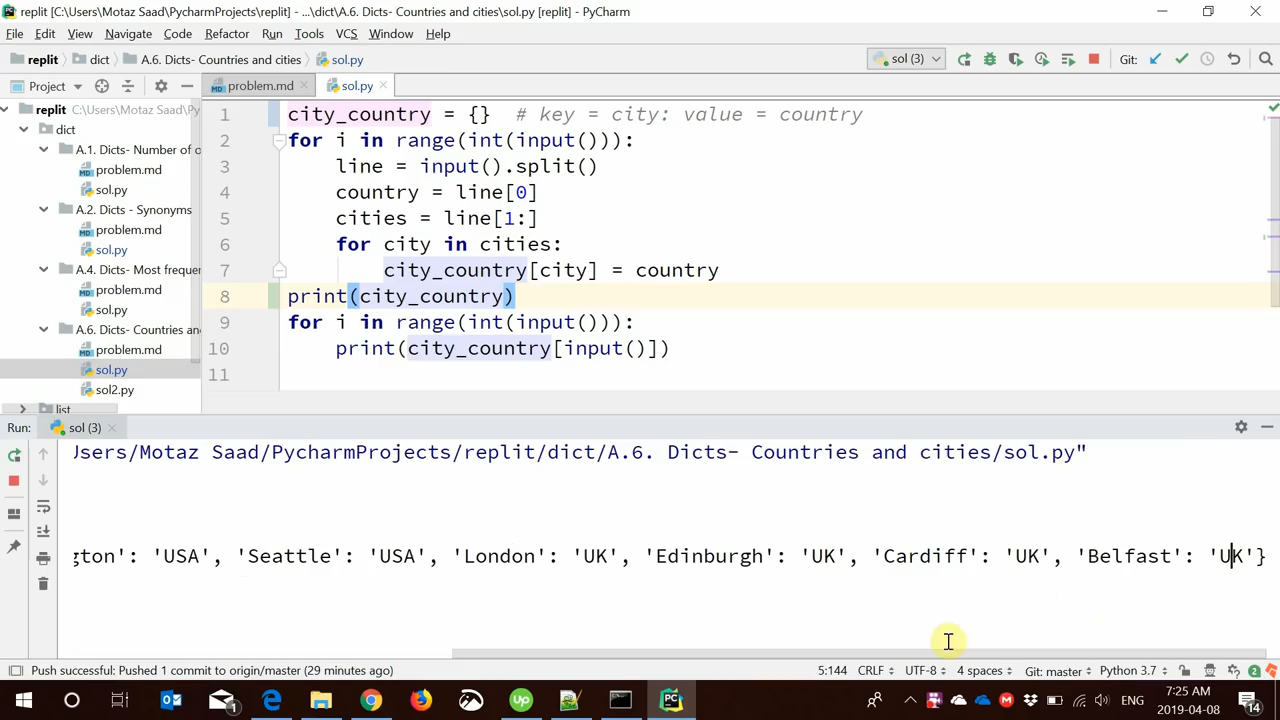 replit [C:\Users\Motaz Saad\PycharmProjects\replit] - ...\dict\A.6. Dicts- Countries and cities\sol.py [replit] - PyCharm
File Edit View Navigate Code Refactor Run Tools VCS Window Help
replit dict A.6. Dicts- Countries and cities sol.py sol (3) Git:
Project problem.md sol.py
replit C:\Users\Motaz Saad\Py
dict
A.1. Dicts- Number of o
problem.md
sol.py
A.2. Dicts - Synonyms
problem.md
sol.py
A.4. Dicts- Most frequen
problem.md
sol.py
A.6. Dicts- Countries and
problem.md
sol.py
sol2.py
list
1 city_country = {} # key = city: value = country
2 for i in range(int(input())):
3 line = input().split()
4 country = line[0]
5 cities = line[1:]
6 for city in cities:
7 city_country[city] = country
8 print(city_country)
9 for i in range(int(input())):
10 print(city_country[input()])
11
Run: sol (3)
Users/Motaz Saad/PycharmProjects/replit/dict/A.6. Dicts- Countries and cities/sol.py"
gton': 'USA', 'Seattle': 'USA', 'London': 'UK', 'Edinburgh': 'UK', 'Cardiff': 'UK', 'Belfast': 'UK'}
Push successful: Pushed 1 commit to origin/master (29 minutes ago) 5:144 CRLF UTF-8 4 spaces Git: master Python 3.7 2
1 up ENG 7:25 AM
2019-04-08 14